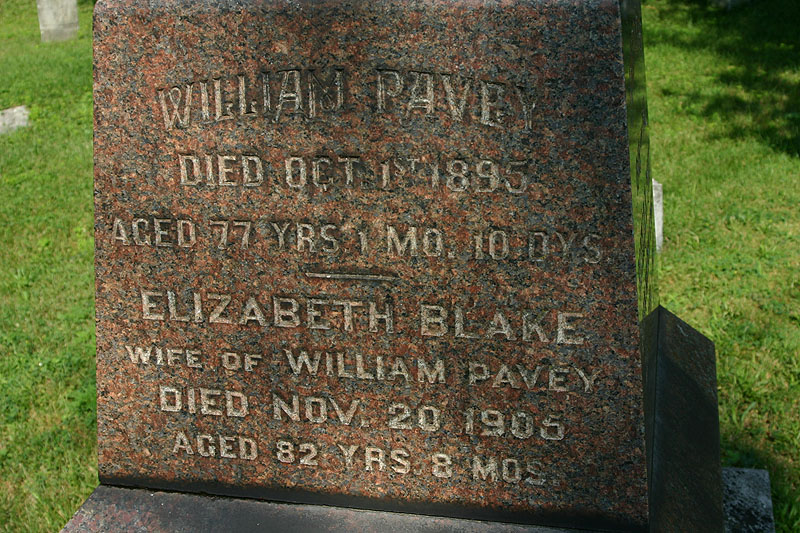 WILLIAM PAVEY
DIED OCT. 1ST 1895.
AGED 77 YRS 1 MO. 10 DYS.
ELIZABETH BLAKE
WIFE OF WILLIAM PAVEY
DIED NOV. 20 1905
AGED 82 YRS. 8 MOS.